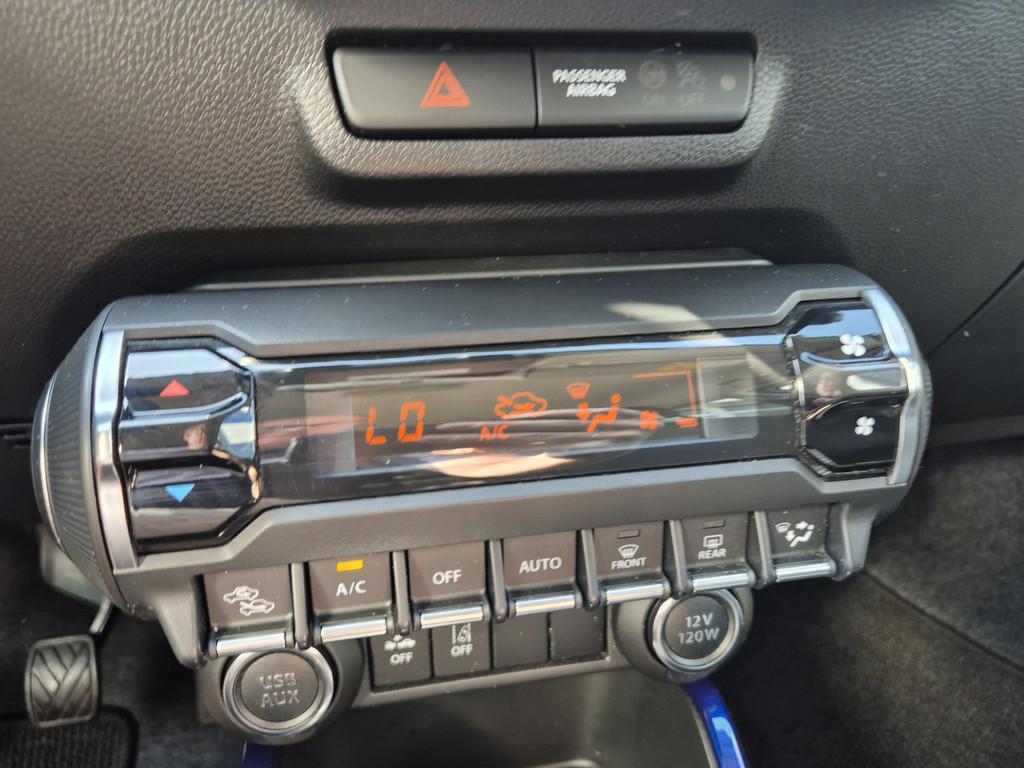 PASSENGER
AIRBAG
ON OFF
LO
A/C
A/C
OFF
AUTO
FRONT
REAR
12V
120W
OFF
OFF
USB
AUX